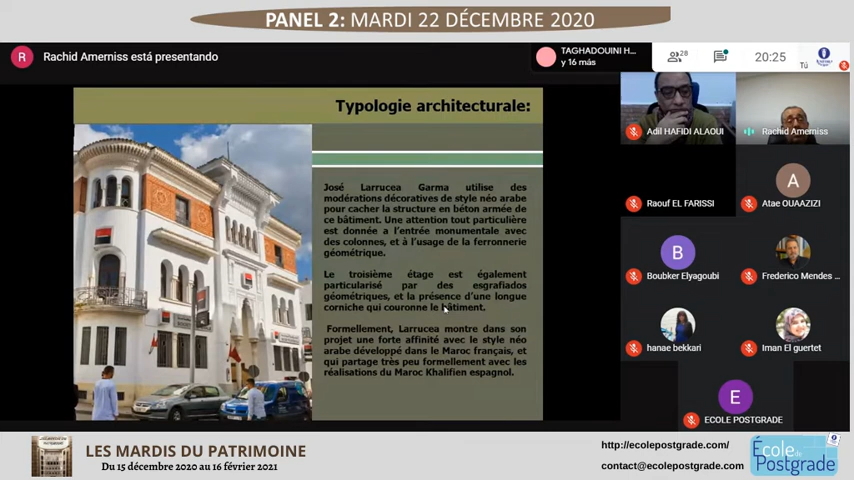 PANEL 2: MARDI 22 DÉCEMBRE 2020
R
Rachid Amerniss está presentando
TAGHADOUINI H...
y 16 más
28
20:25
Tú
Typologie architecturale:
José Larrucea Garma utilise des
modérations décoratives de style néo arabe
pour cacher la structure en béton armée de
ce bâtiment. Une attention tout particulière
est donnée a l'entrée monumentale avec
des colonnes, et à l'usage de la ferronnerie
géométrique.
Le troisième étage est également
particularisé par des esgrafiados
géométriques, et la présence d'une longue
corniche qui couronne le bâtiment.
Formellement, Larrucea montre dans son
projet une forte affinité avec le style néo
arabe développé dans le Maroc français, et
qui partage très peu formellement avec les
réalisations du Maroc Khalifien espagnol.
Adil HAFIDI ALAOUI
Rachid Amerniss
Raouf EL FARISSI
A
Atae OUAAZIZI
B
Boubker Elyagoubi
Frederico Mendes ...
hanae bekkari
Iman El guertet
E
ECOLE POSTGRADE
LES MARDIS DU PATRIMOINE
Du 15 décembre 2020 au 16 février 2021
http://ecolepostgrade.com/
contact@ecolepostgrade.com
École de
Postgrade